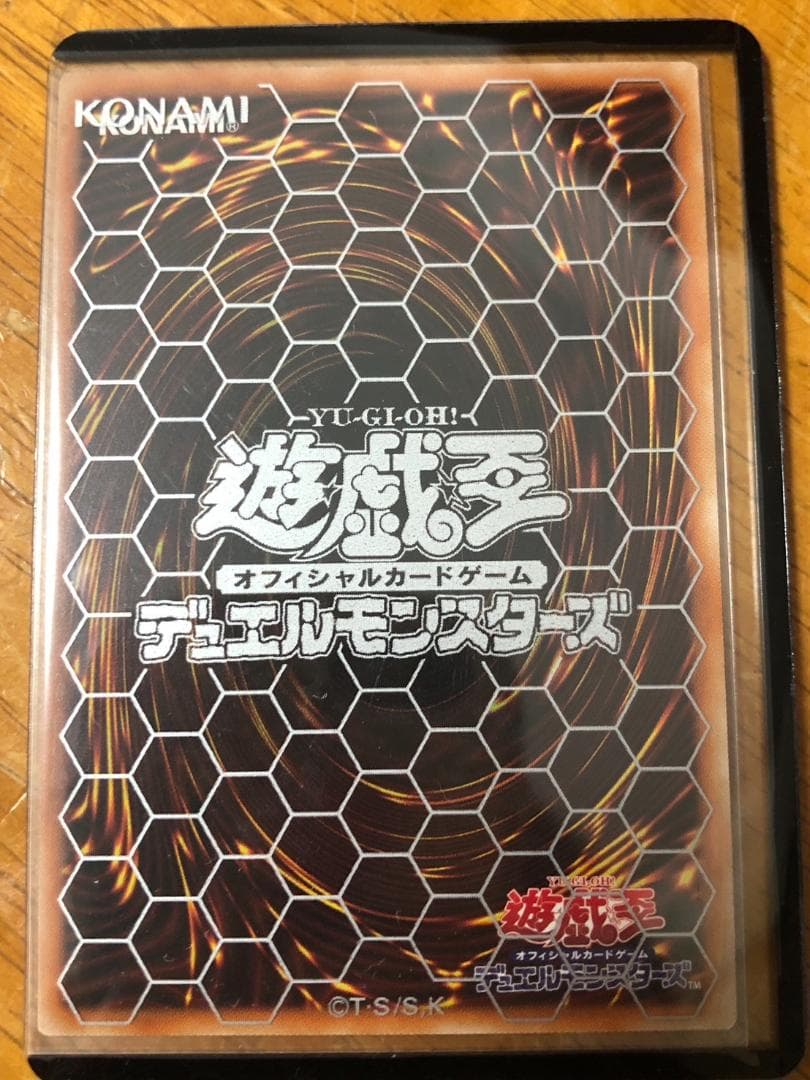 KONAMI
KONAMI®
YU-GI-OH!
遊戯王
オフィシャルカードゲーム
デュエルモンスターズ
YU-GI-OH!
遊戯王
オフィシャルカードゲーム
デュエルモンスターズ™
©T·S/S,K